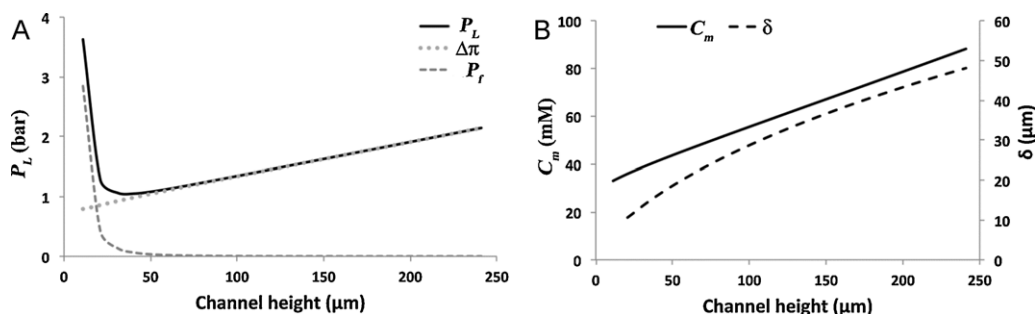 A
P_L
Δπ
P_f
4
3
2
1
0
P_L (bar)
0 50 100 150 200 250
Channel height (μm)
B
C_m δ
100
80
60
40
20
0
C_m (mM)
60
50
40
30
20
10
0
δ (μm)
0 50 100 150 200 250
Channel height (μm)